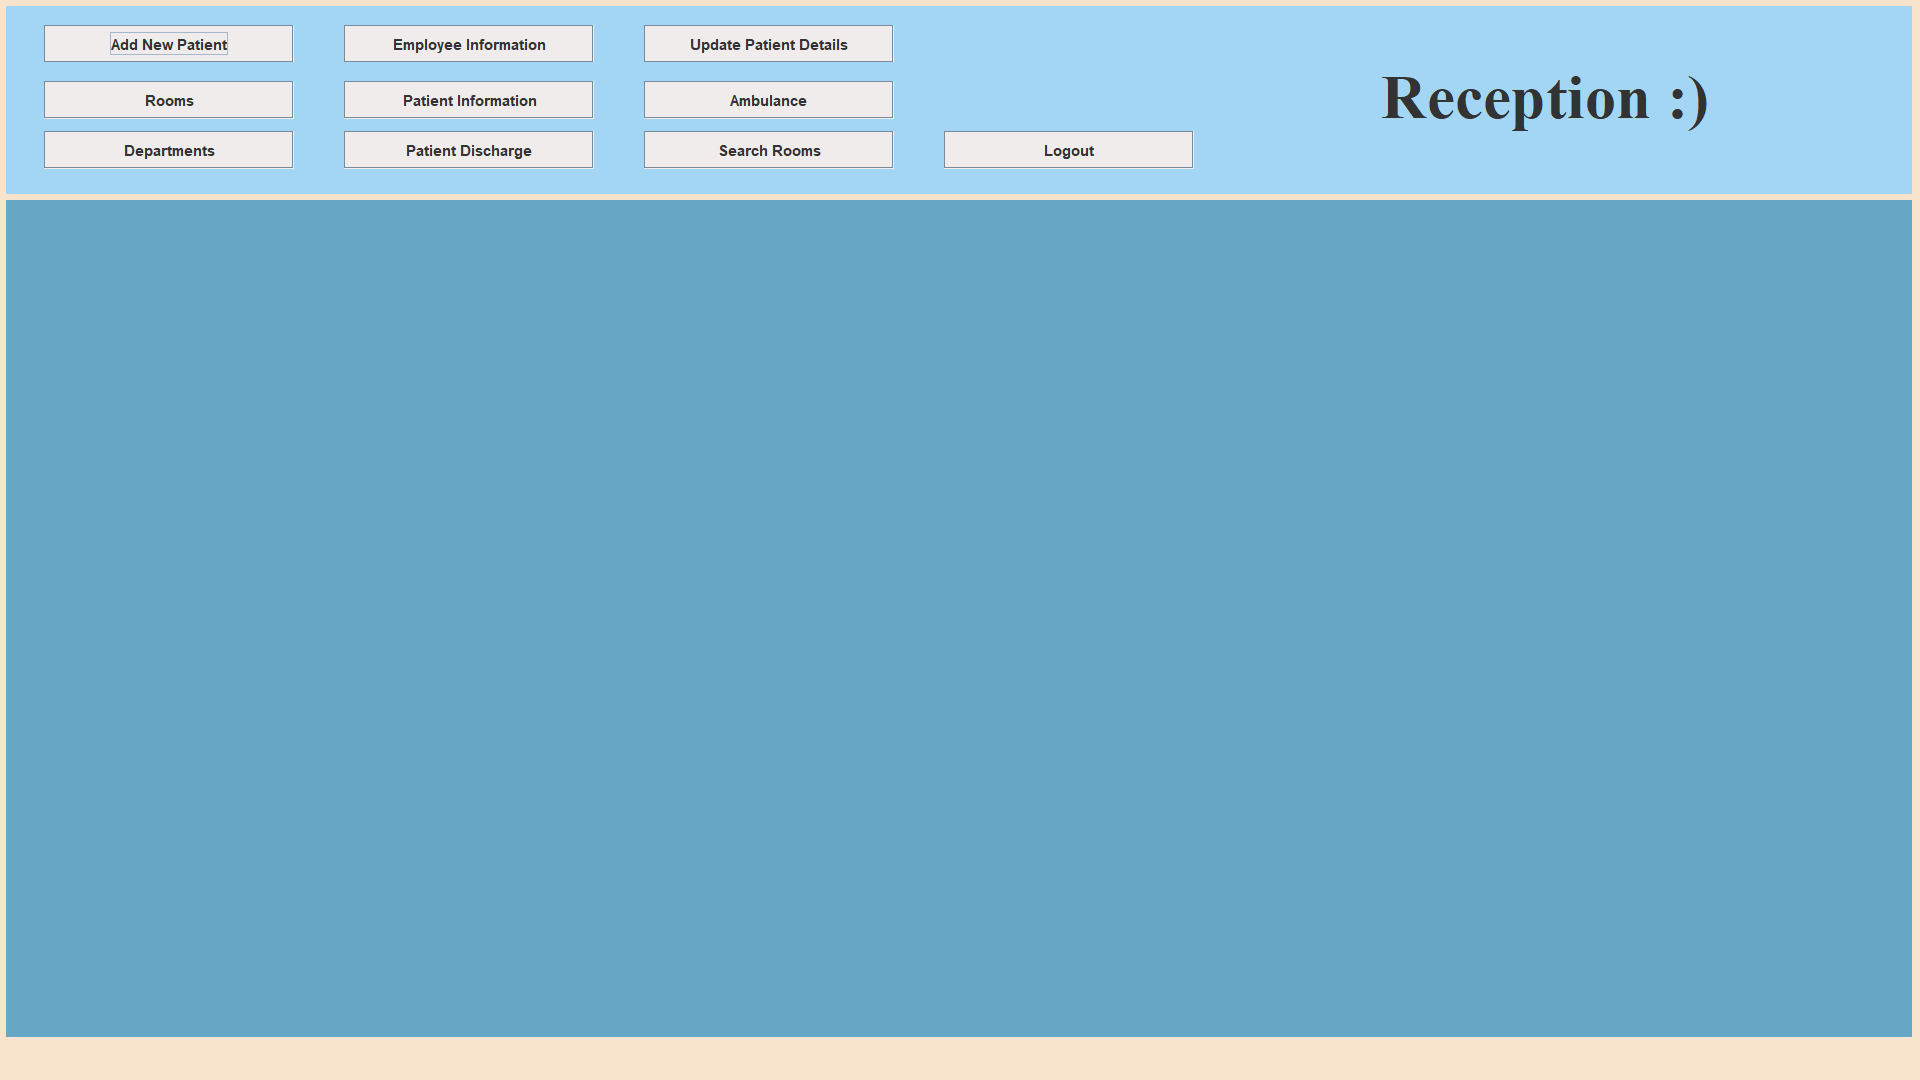 Add New Patient
Employee Information
Update Patient Details
Rooms
Patient Information
Ambulance
Reception :)
Departments
Patient Discharge
Search Rooms
Logout